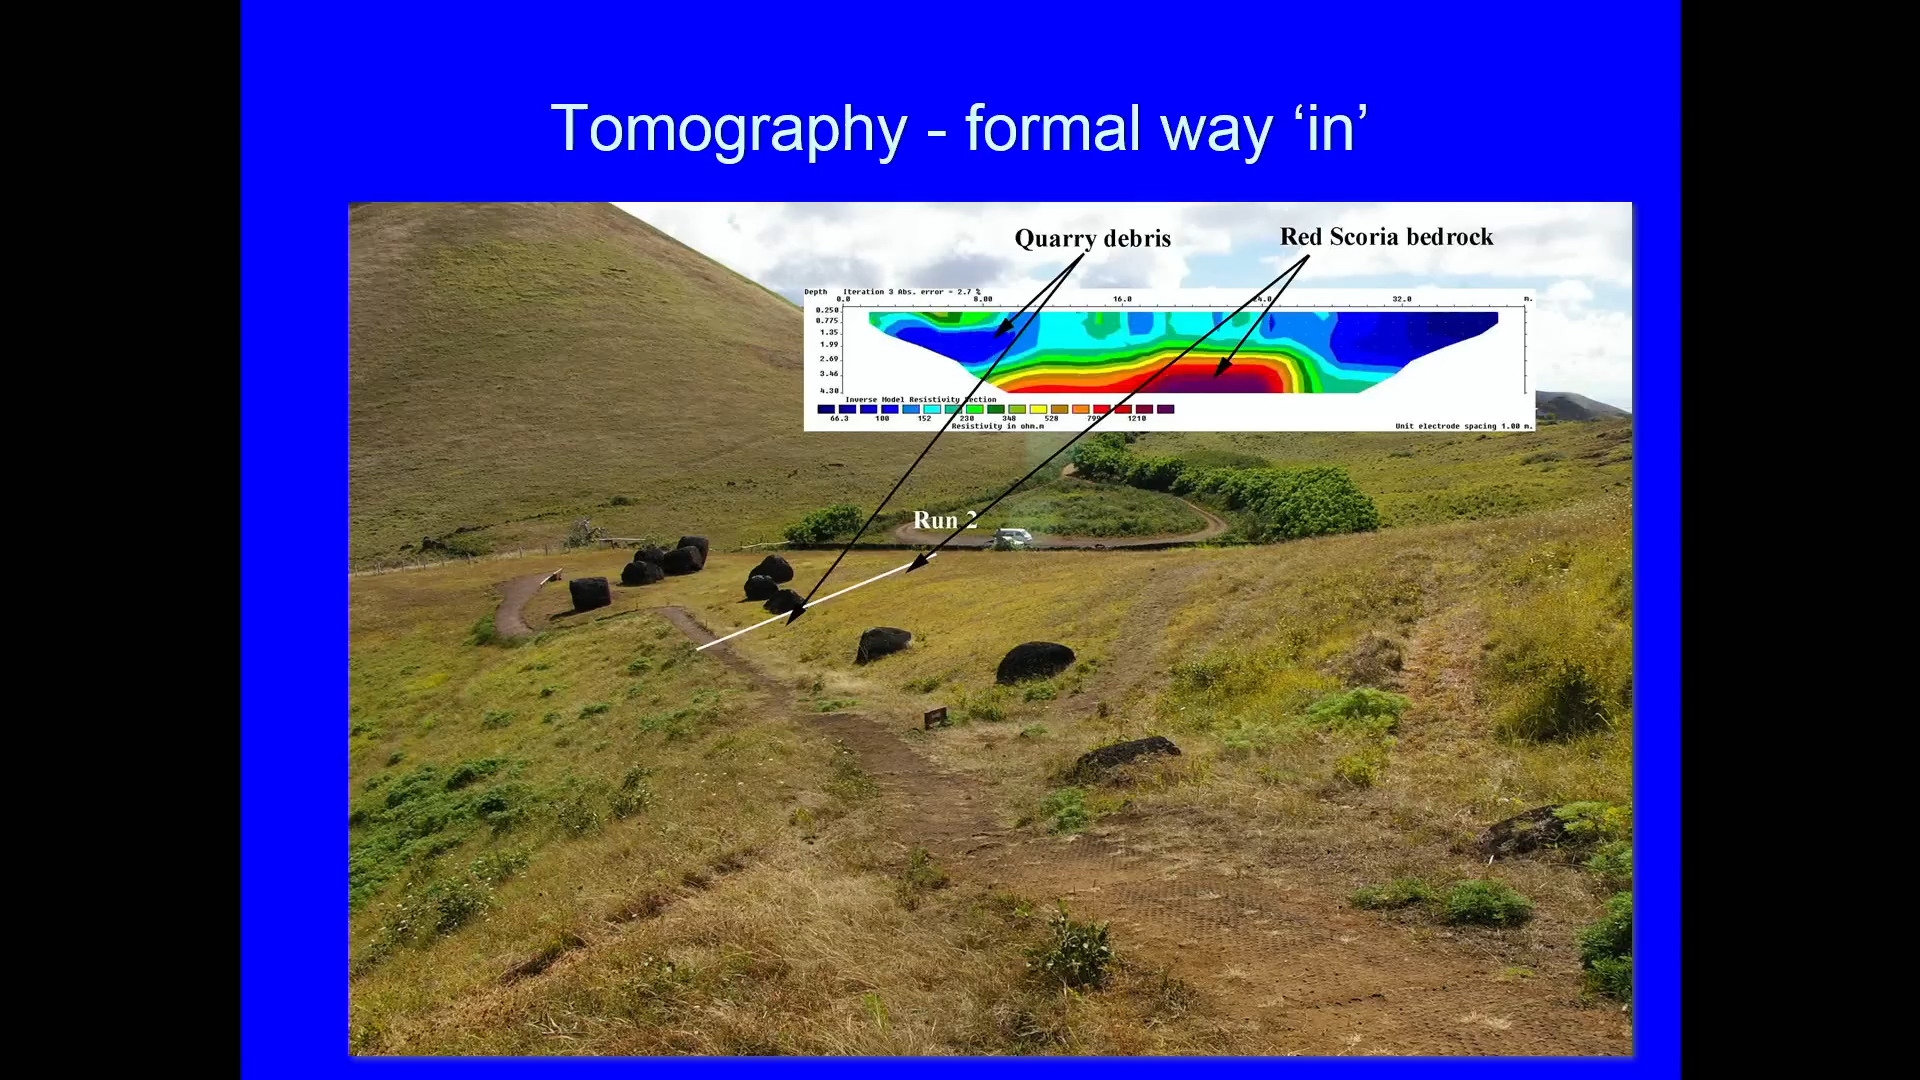 Tomography - formal way ‘in’
Quarry debris
Red Scoria bedrock
Depth Iteration 3 Abs. error = 2.7 %
0.0 8.00 16.0 24.0 32.0 m.
0.250
0.775
1.35
1.99
2.69
3.46
4.30
Inverse Model Resistivity Section
66.3 100 152 230 348 528 799 1210
Resistivity in ohm.m
Unit electrode spacing 1.00 m.
Run 2